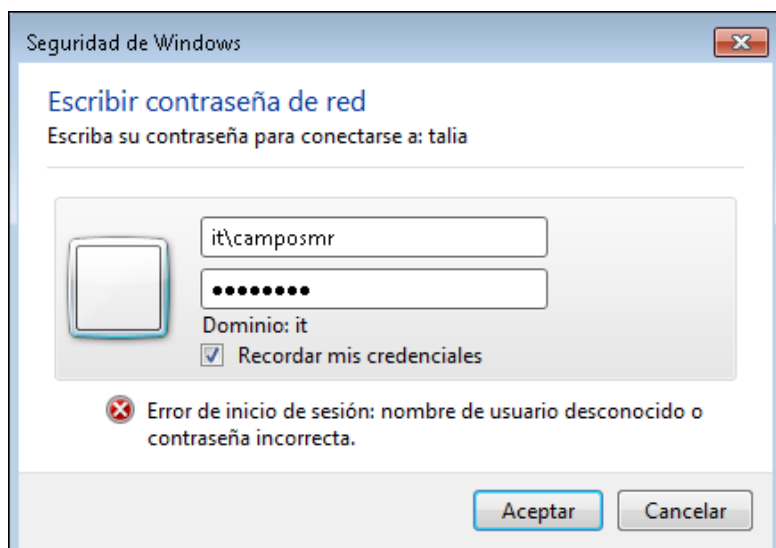 Seguridad de Windows
Escribir contraseña de red
Escriba su contraseña para conectarse a: talia
it\camposmr
●●●●●●●●
Dominio: it
Recordar mis credenciales
Error de inicio de sesión: nombre de usuario desconocido o
contraseña incorrecta.
Aceptar Cancelar